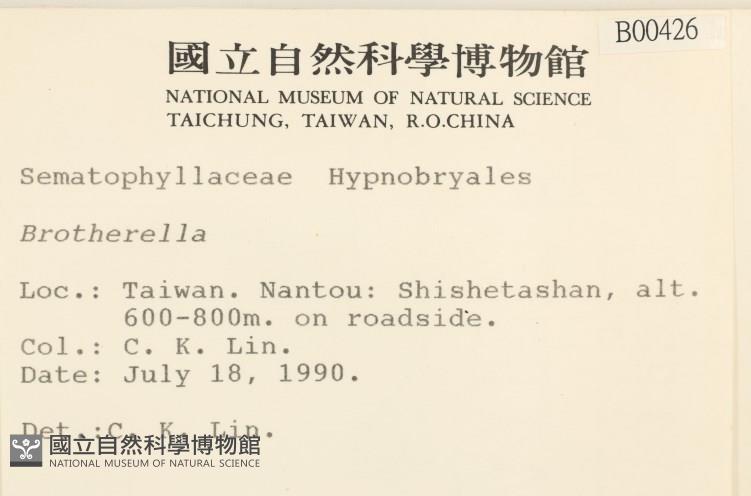 B00426
國立自然科學博物館
NATIONAL MUSEUM OF NATURAL SCIENCE
TAICHUNG, TAIWAN, R.O.CHINA
Sematophyllaceae Hypnobryales
Brotherella
Loc.: Taiwan. Nantou: Shishetashan, alt.
600-800m. on roadside.
Col.: C. K. Lin.
Date: July 18, 1990.
Det.:C. K. Lin.
國立自然科學博物館
NATIONAL MUSEUM OF NATURAL SCIENCE